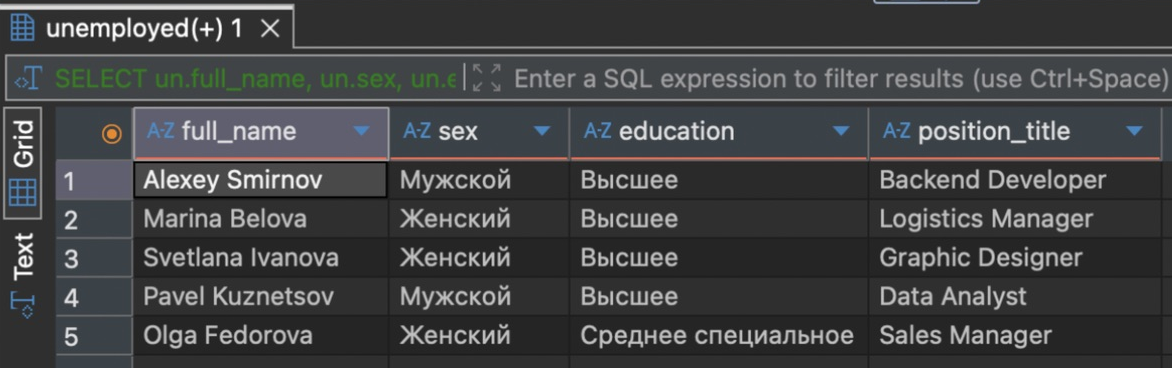 unemployed(+) 1
SELECT un.full_name, un.sex, un.e Enter a SQL expression to filter results (use Ctrl+Space)
Grid
Text
A-Z full_name A-Z sex A-Z education A-Z position_title
1 Alexey Smirnov Мужской Высшее Backend Developer
2 Marina Belova Женский Высшее Logistics Manager
3 Svetlana Ivanova Женский Высшее Graphic Designer
4 Pavel Kuznetsov Мужской Высшее Data Analyst
5 Olga Fedorova Женский Среднее специальное Sales Manager